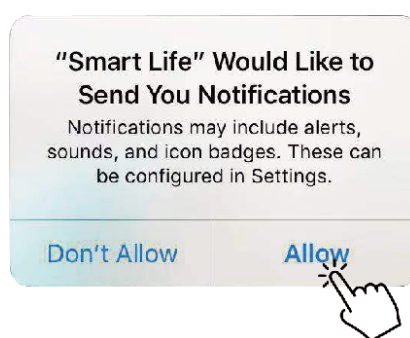 "Smart Life" Would Like to
Send You Notifications
Notifications may include alerts,
sounds, and icon badges. These can
be configured in Settings.
Don't Allow
Allow